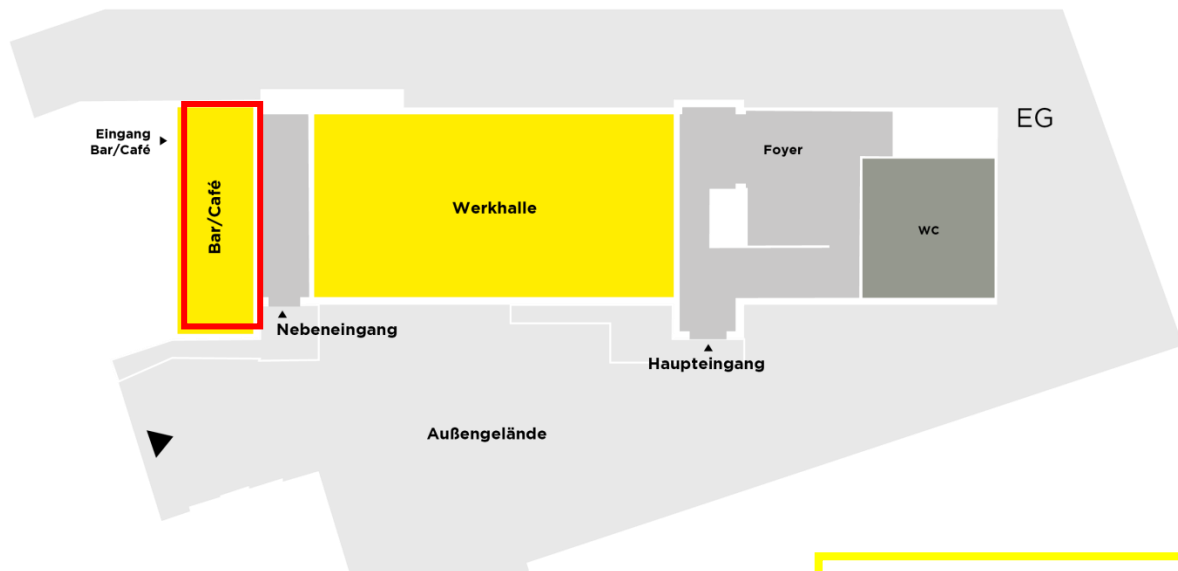 EG
Eingang
Bar/Café
Foyer
Bar/Café
Werkhalle
WC
Nebeneingang
Haupteingang
Außengelände